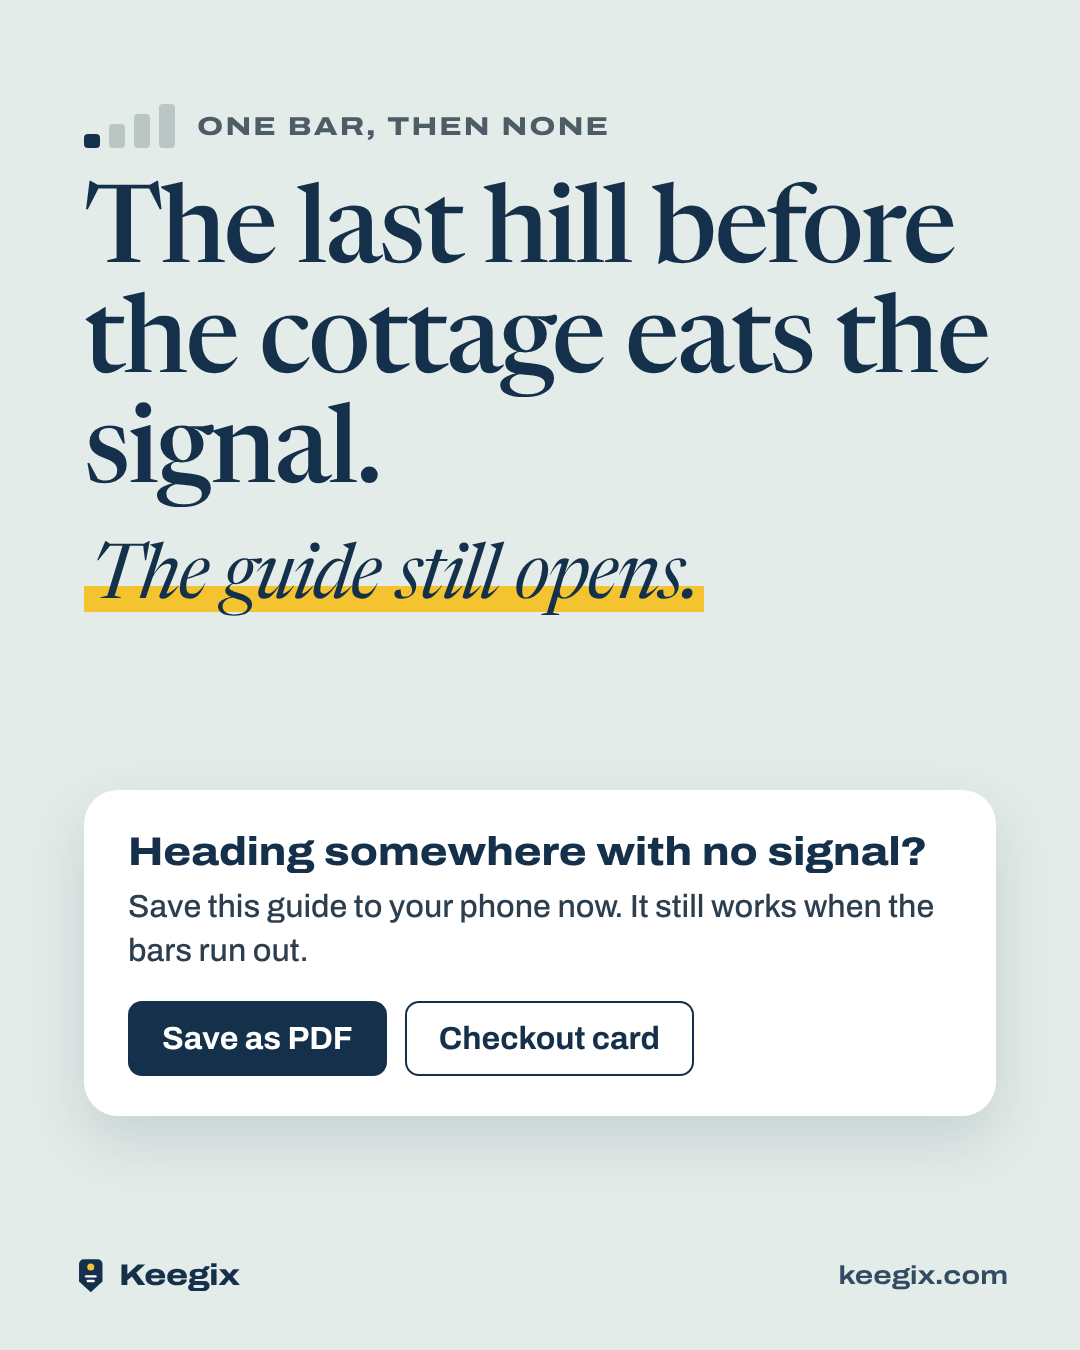 ONE BAR, THEN NONE
The last hill before
the cottage eats the
signal.
The guide still opens.
Heading somewhere with no signal?
Save this guide to your phone now. It still works when the
bars run out.
Save as PDF
Checkout card
Keegix
keegix.com